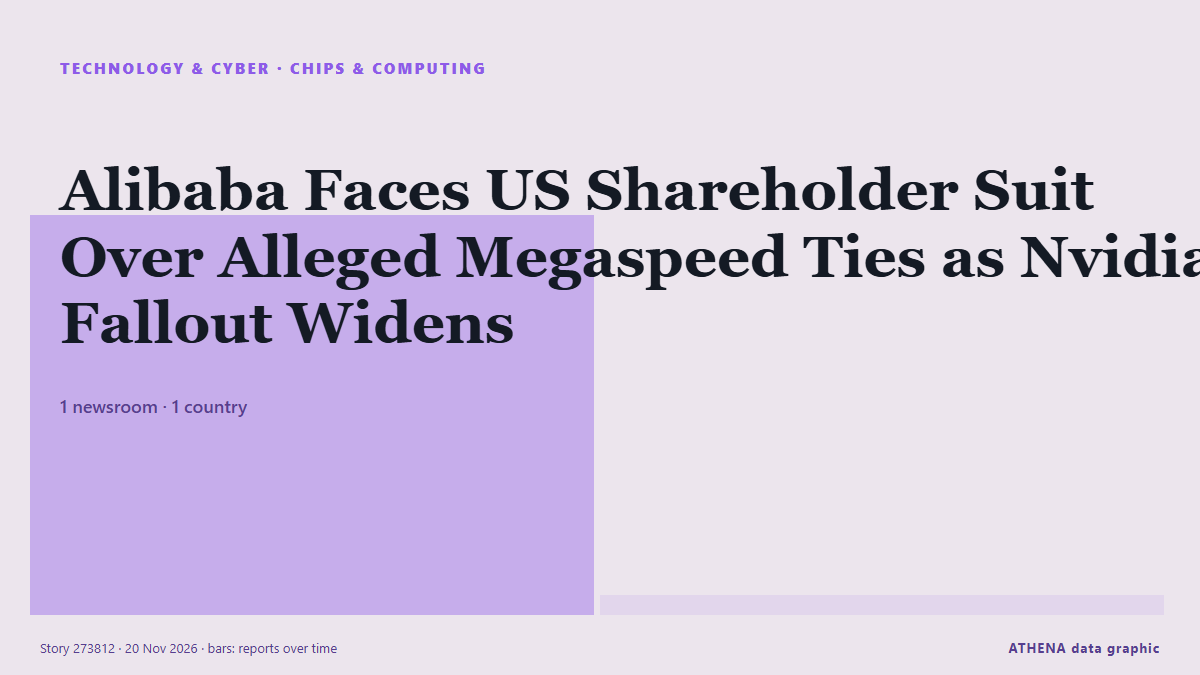 TECHNOLOGY & CYBER · CHIPS & COMPUTING
Alibaba Faces US Shareholder Suit
Over Alleged Megaspeed Ties as Nvidia
Fallout Widens
1 newsroom · 1 country
Story 273812 · 20 Nov 2026 · bars: reports over time
ATHENA data graphic